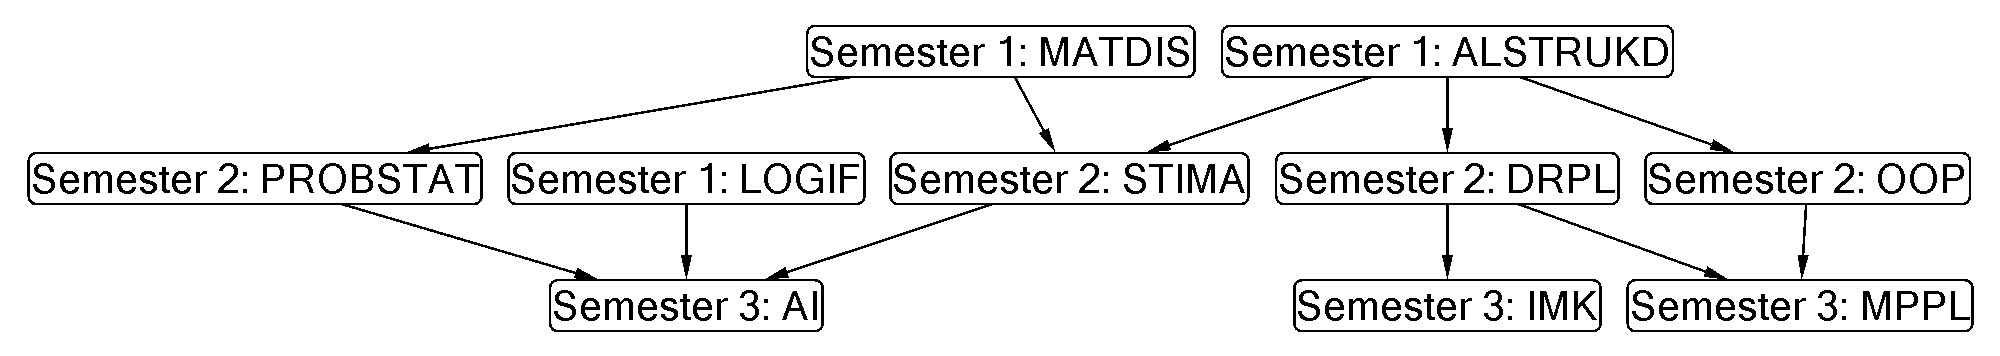 Semester 1: MATDIS
Semester 1: ALSTRUKD
Semester 2: PROBSTAT
Semester 1: LOGIF
Semester 2: STIMA
Semester 2: DRPL
Semester 2: OOP
Semester 3: AI
Semester 3: IMK
Semester 3: MPPL